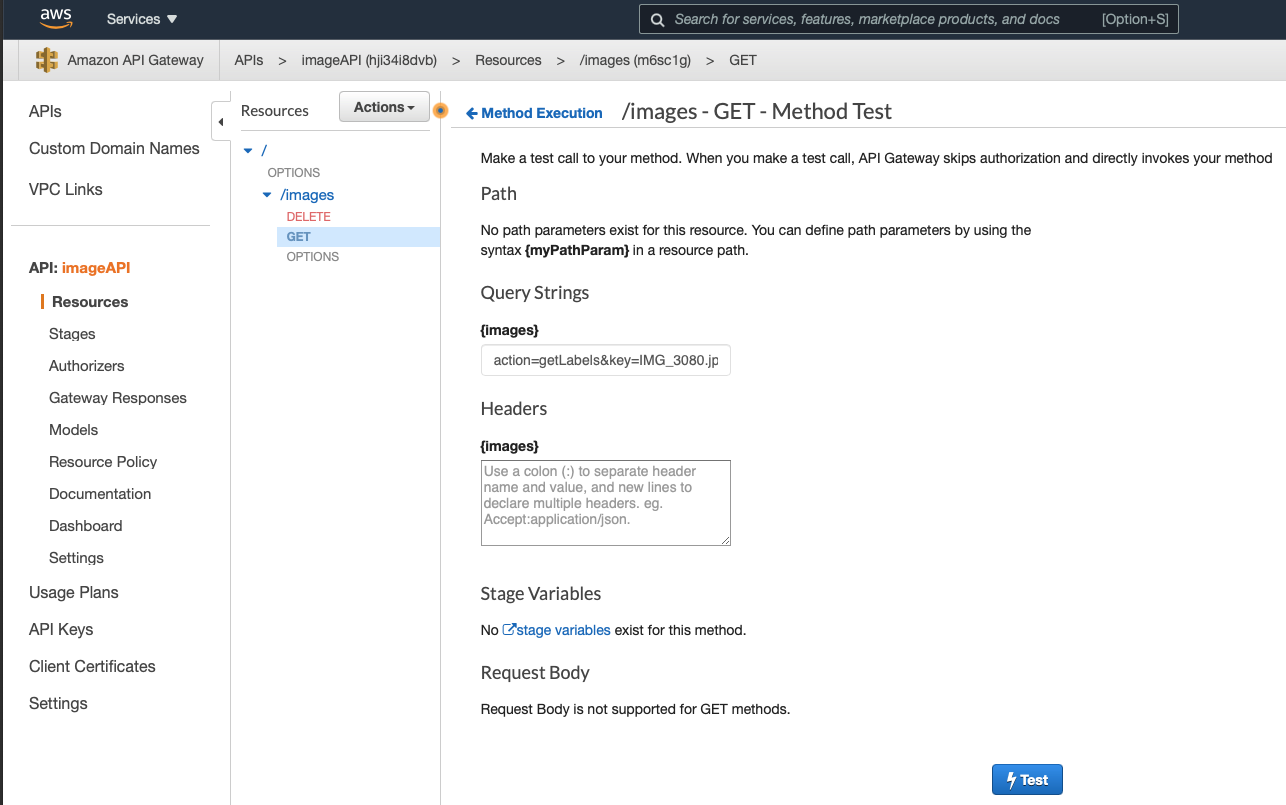 aws
Services
Search for services, features, marketplace products, and docs
[Option+S]
Amazon API Gateway
APIs > imageAPI (hji34i8dvb) > Resources > /images (m6sc1g) > GET
APIs
Custom Domain Names
VPC Links
API: imageAPI
Resources
Stages
Authorizers
Gateway Responses
Models
Resource Policy
Documentation
Dashboard
Settings
Usage Plans
API Keys
Client Certificates
Settings
Resources
Actions
/
OPTIONS
/images
DELETE
GET
OPTIONS
Method Execution
/images - GET - Method Test
Make a test call to your method. When you make a test call, API Gateway skips authorization and directly invokes your method
Path
No path parameters exist for this resource. You can define path parameters by using the
syntax {myPathParam} in a resource path.
Query Strings
{images}
action=getLabels&key=IMG_3080.jp
Headers
{images}
Use a colon (:) to separate header
name and value, and new lines to
declare multiple headers. eg.
Accept:application/json.
Stage Variables
No stage variables exist for this method.
Request Body
Request Body is not supported for GET methods.
Test